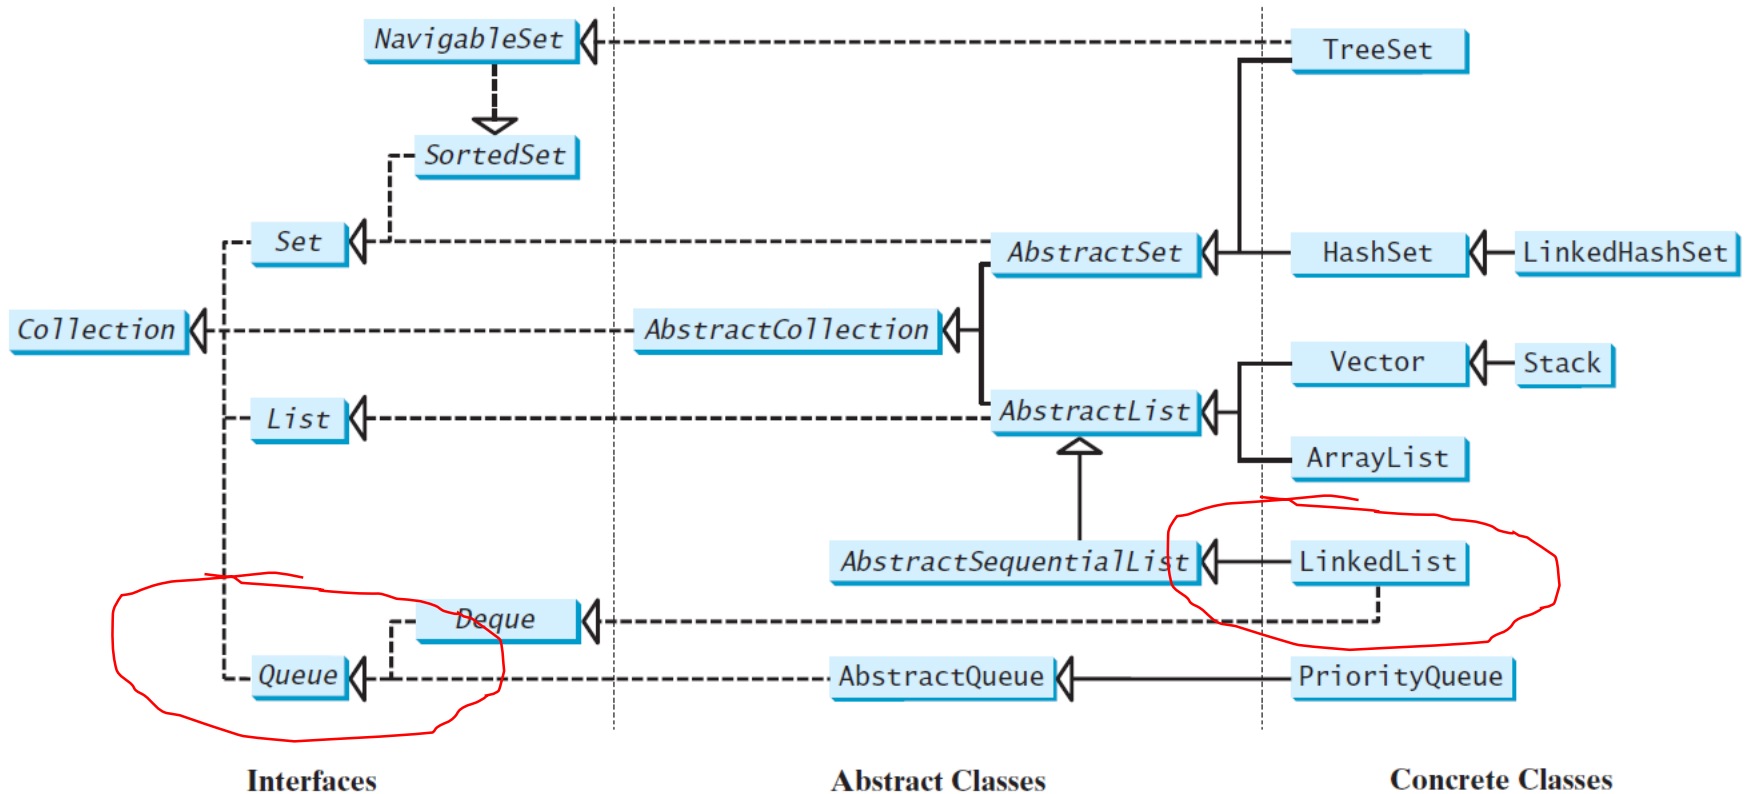 NavigableSet
TreeSet
SortedSet
Set
AbstractSet
HashSet
LinkedHashSet
Collection
AbstractCollection
Vector
Stack
List
AbstractList
ArrayList
AbstractSequentialList
LinkedList
Deque
Queue
AbstractQueue
PriorityQueue
Interfaces
Abstract Classes
Concrete Classes